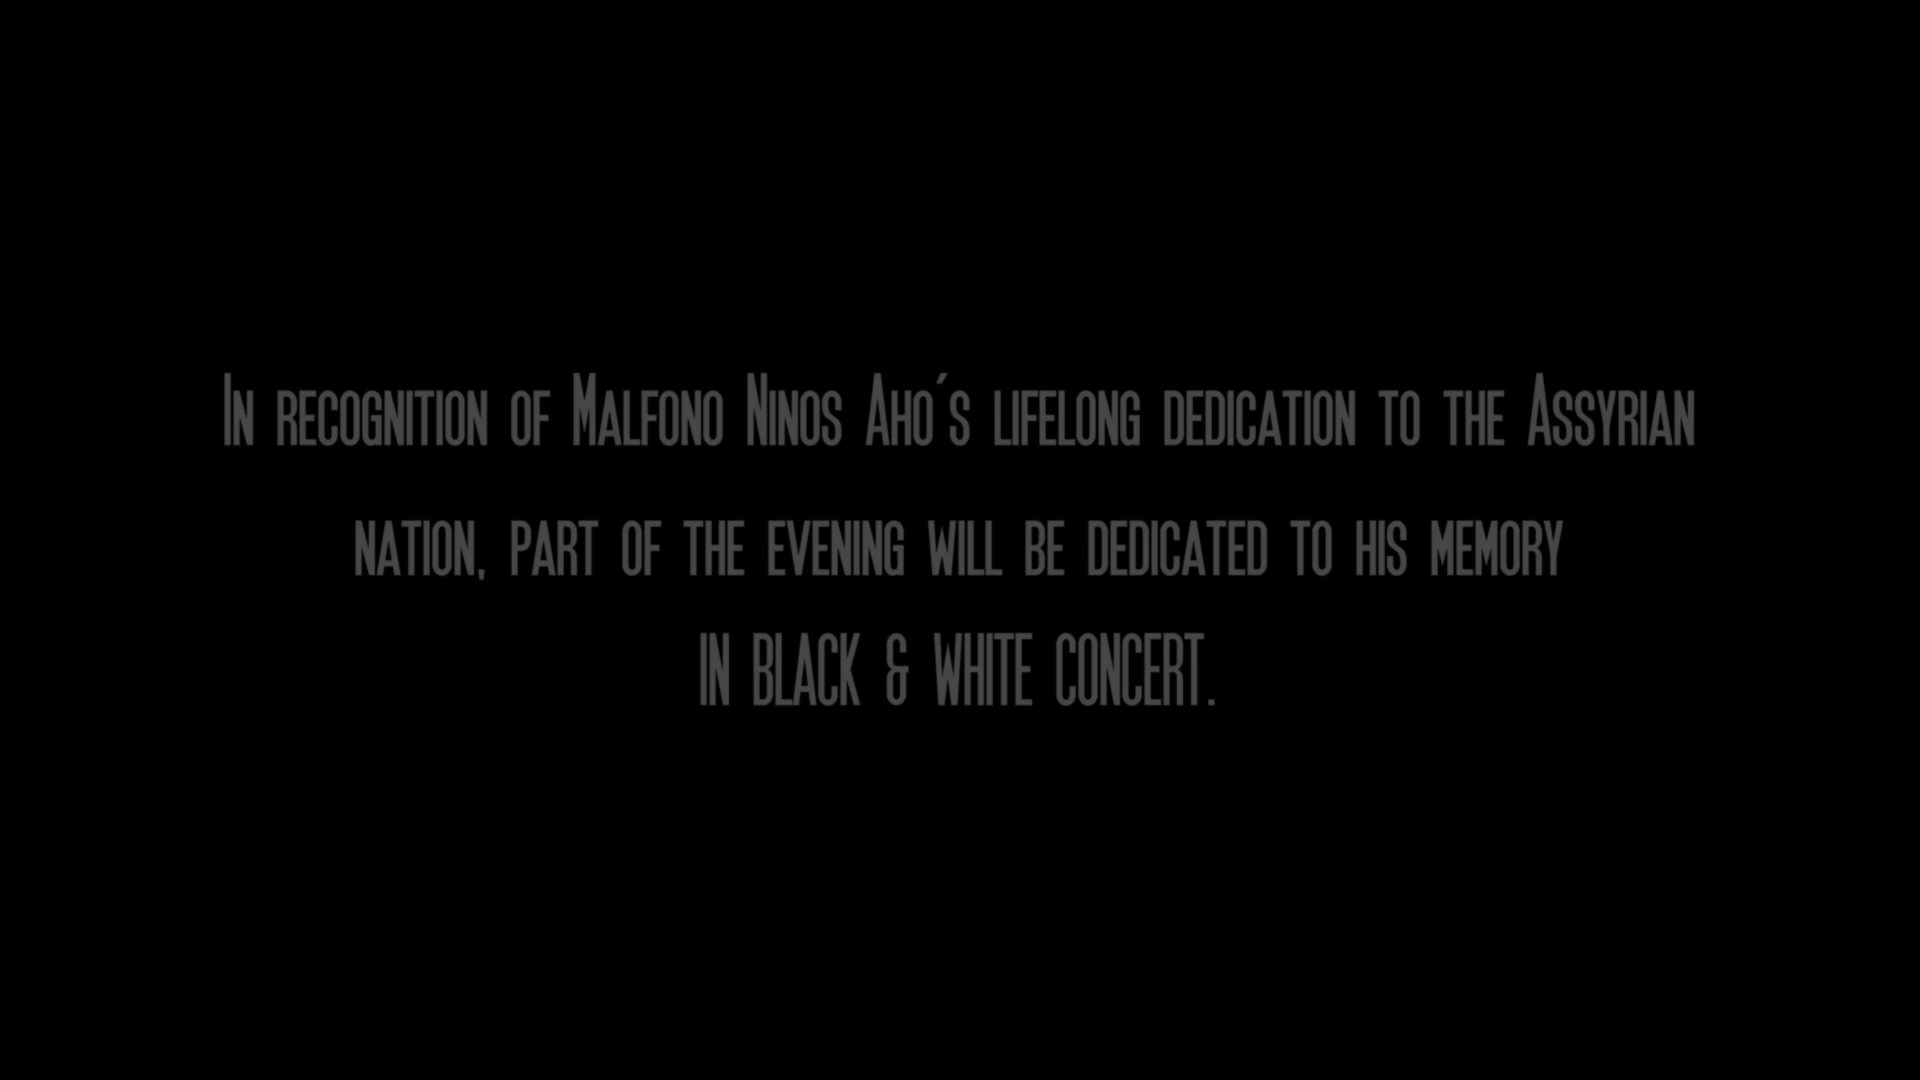 In recognition of Malfono Ninos Aho´s lifelong dedication to the Assyrian
nation, part of the evening will be dedicated to his memory
IN BLACK & WHITE CONCERT.